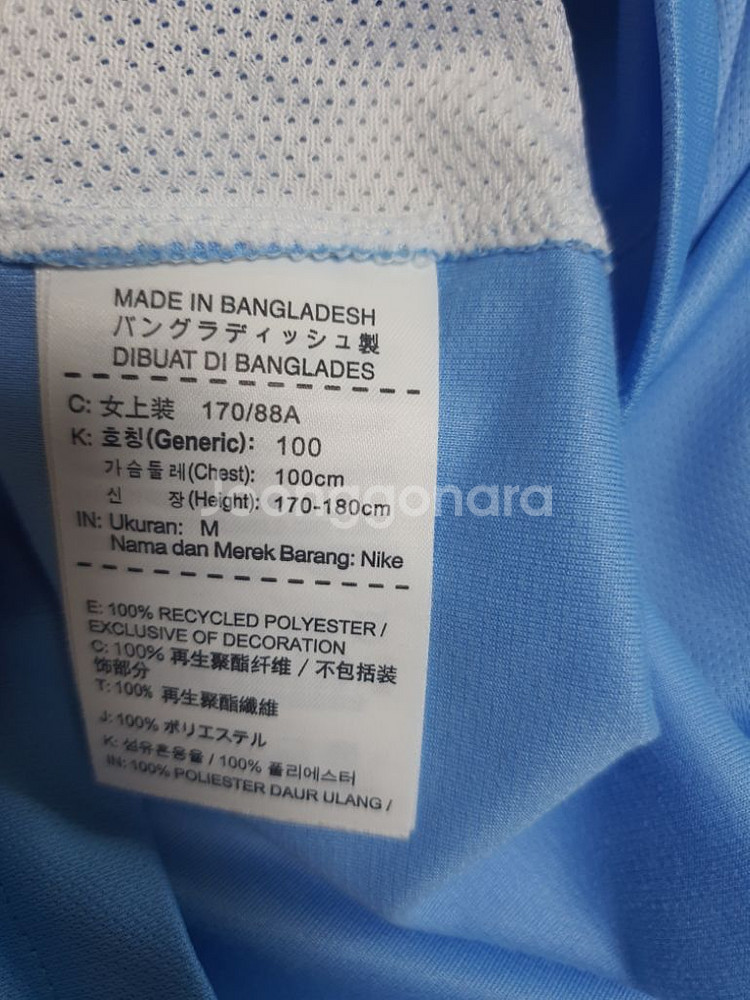 MADE IN BANGLADESH
バングラディッシュ製
DIBUAT DI BANGLADES
C: 女上装 170/88A
K: 호칭(Generic): 100
가슴둘레(Chest): 100cm
신 장(Height): 170-180cm
Joonggonara
IN: Ukuran: M
Nama dan Merek Barang: Nike
E: 100% RECYCLED POLYESTER /
EXCLUSIVE OF DECORATION
C: 100% 再生聚酯纤维 / 不包括装
饰部分
T: 100% 再生聚酯纖維
J: 100% ポリエステル
K: 섬유혼용율 / 100% 폴리에스터
IN: 100% POLIESTER DAUR ULANG /